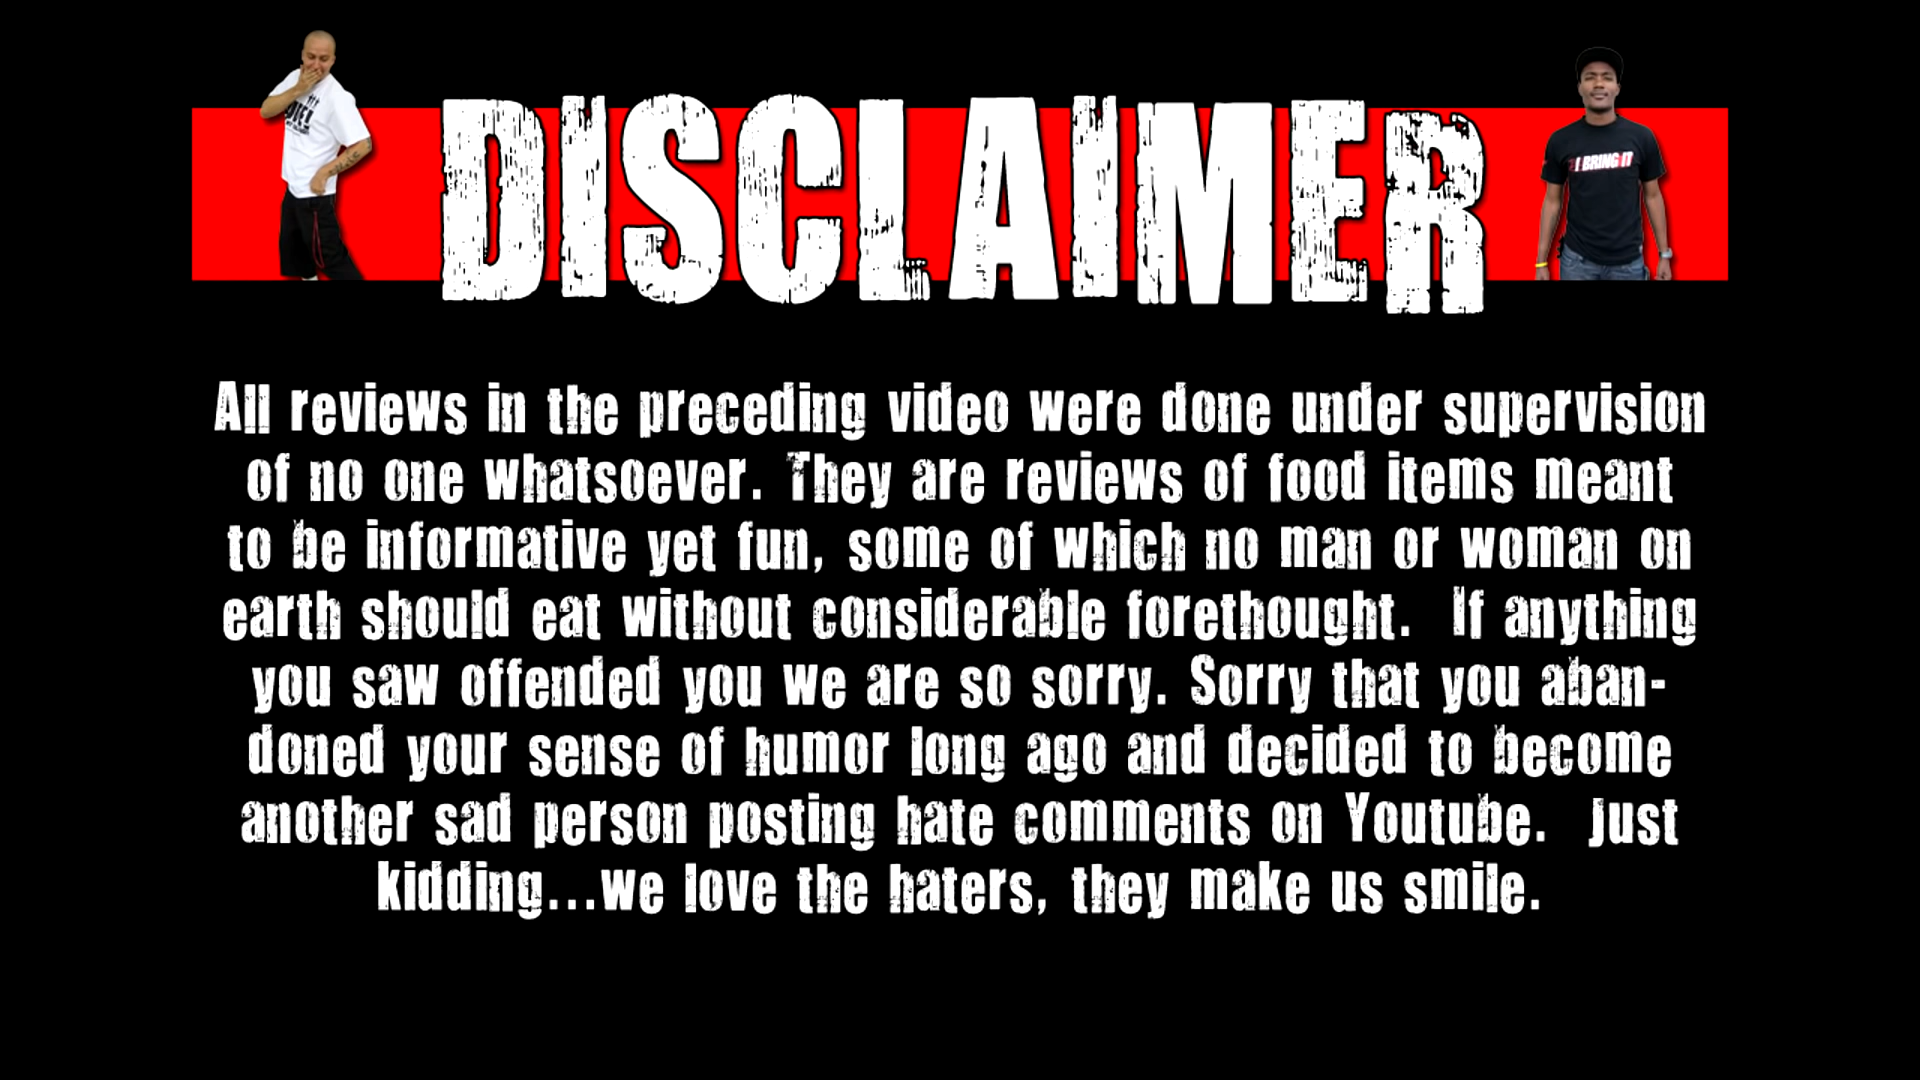 DISCLAIMER
DIET
I BRING IT
All reviews in the preceding video were done under supervision
of no one whatsoever. They are reviews of food items meant
to be informative yet fun, some of which no man or woman on
earth should eat without considerable forethought.  If anything
you saw offended you we are so sorry. Sorry that you aban-
doned your sense of humor long ago and decided to become
another sad person posting hate comments on Youtube.  Just
kidding...we love the haters, they make us smile.